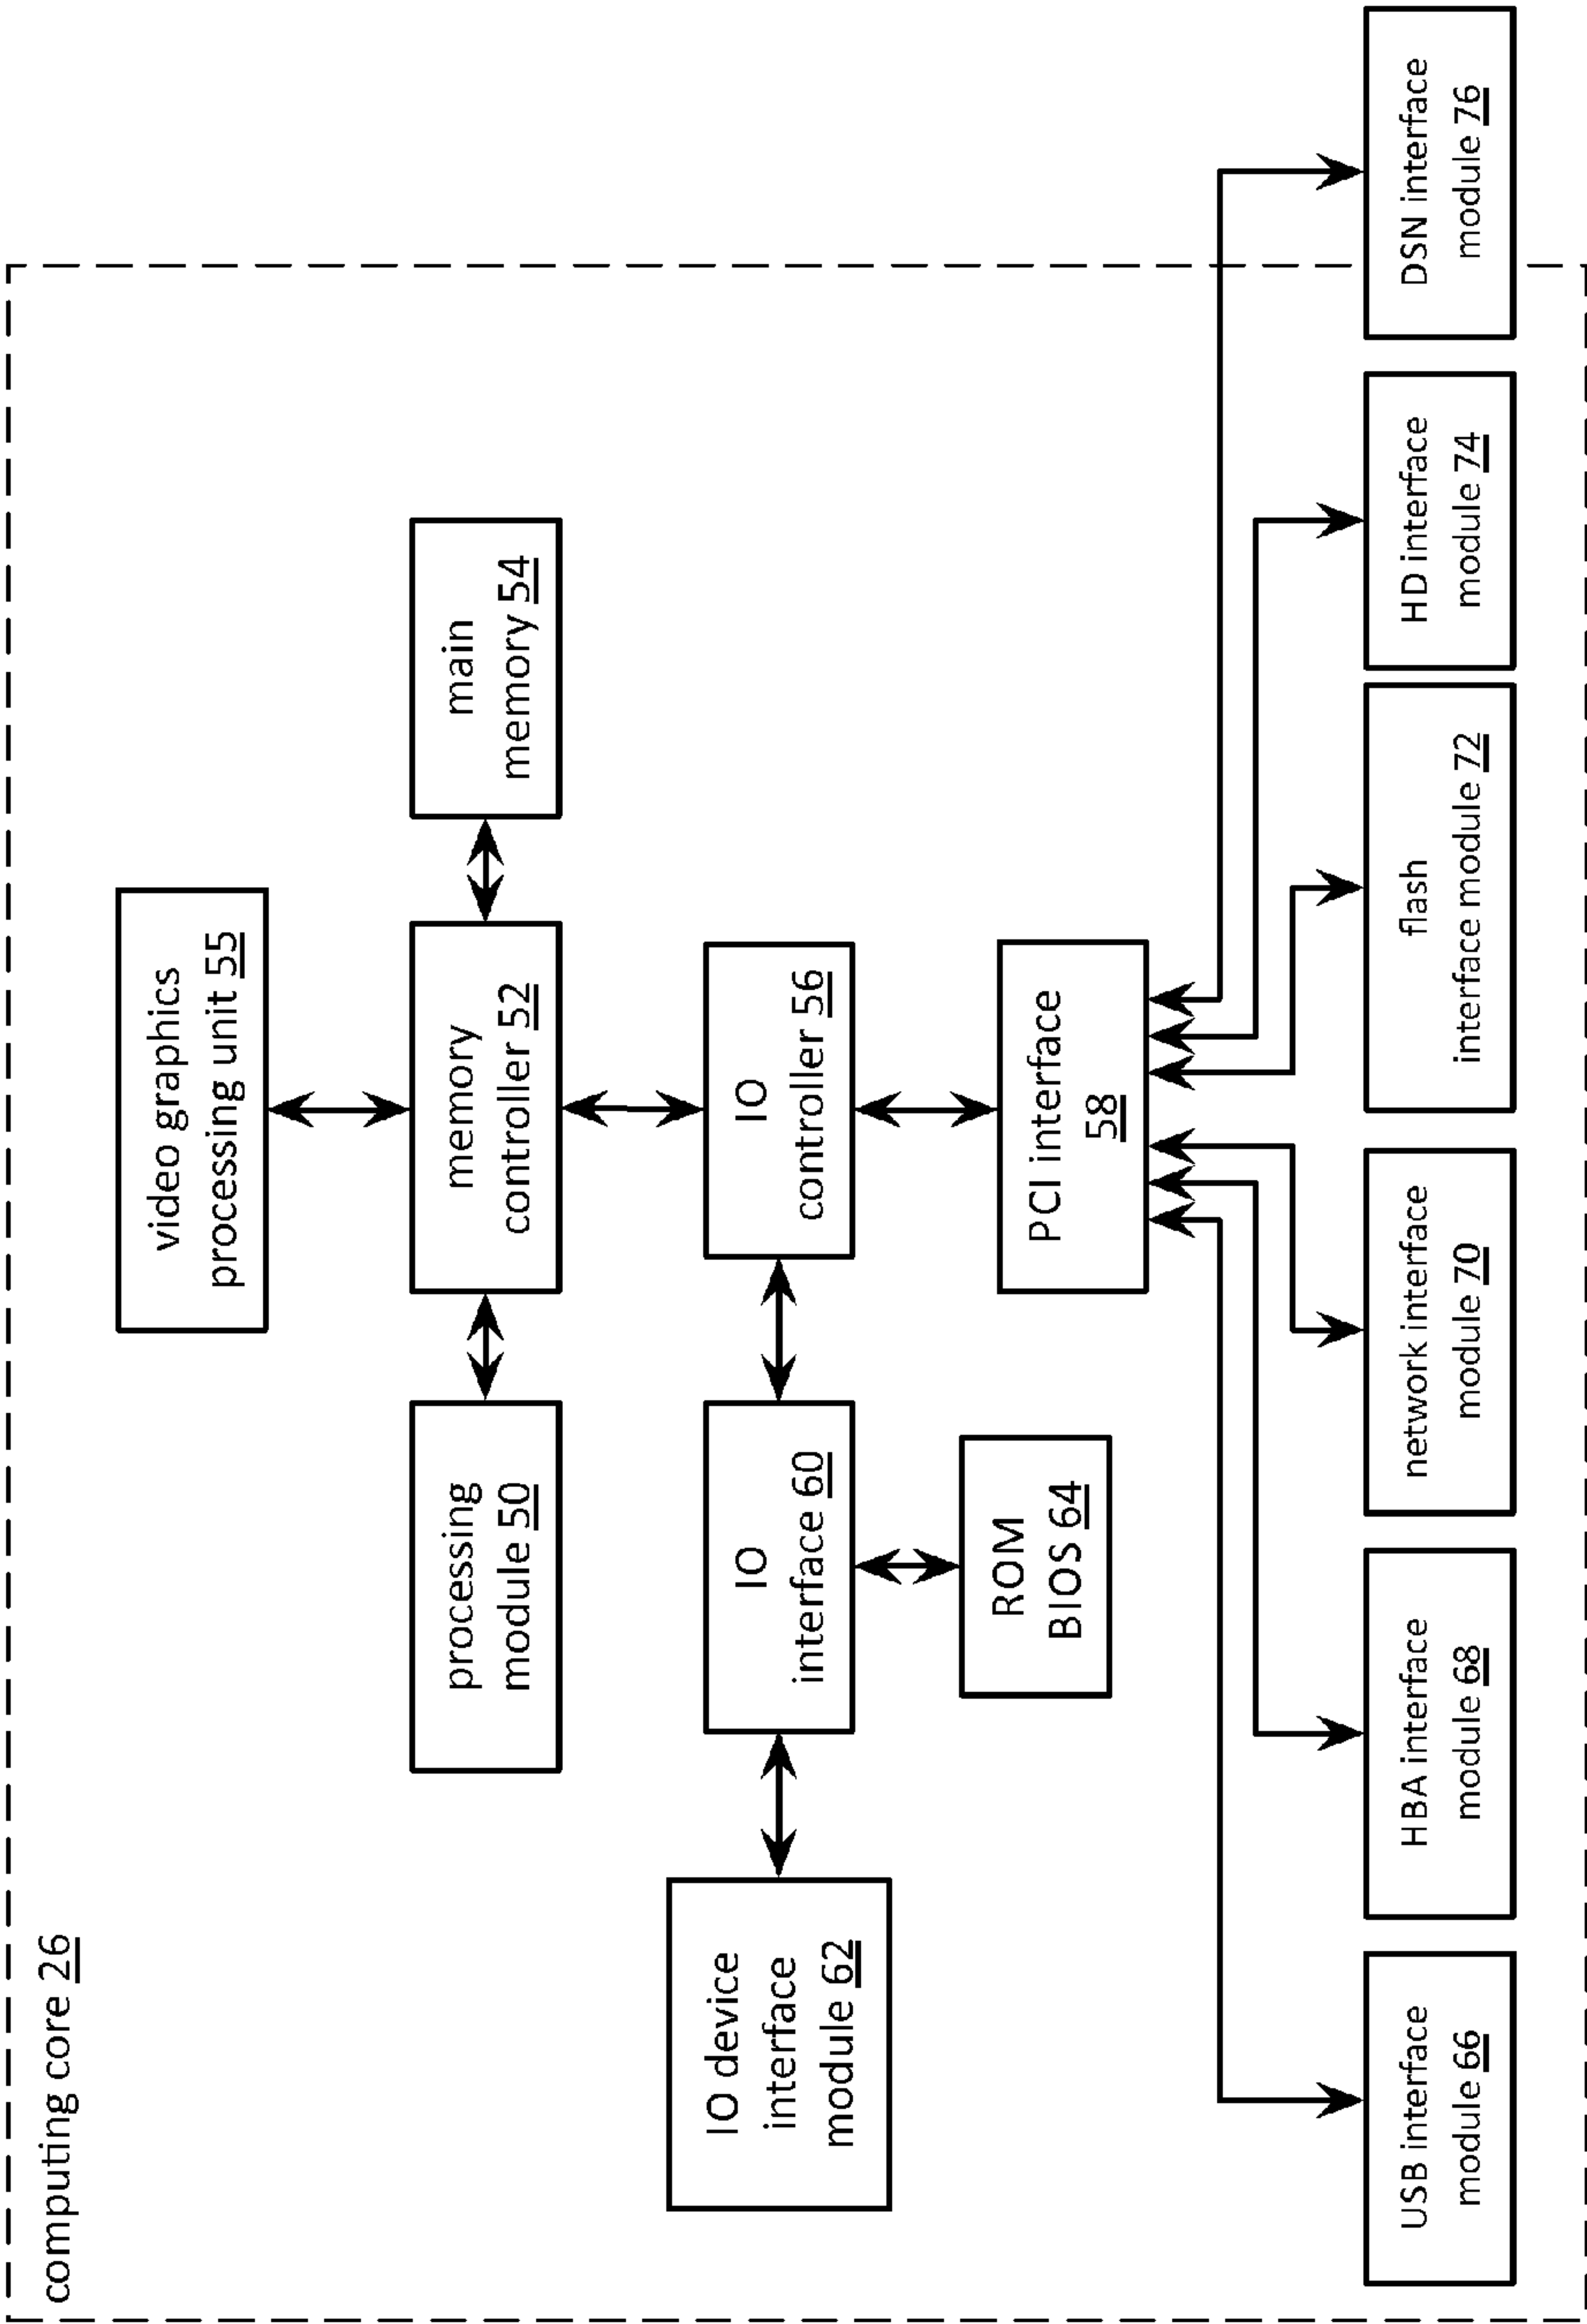 computing core 26
video graphics
processing unit 55
processing
module 50
memory
controller 52
main
memory 54
IO device
interface
module 62
IO
interface 60
IO
controller 56
ROM
BIOS 64
PCI interface
58
USB interface
module 66
HBA interface
module 68
network interface
module 70
flash
interface module 72
HD interface
module 74
DSN interface
module 76